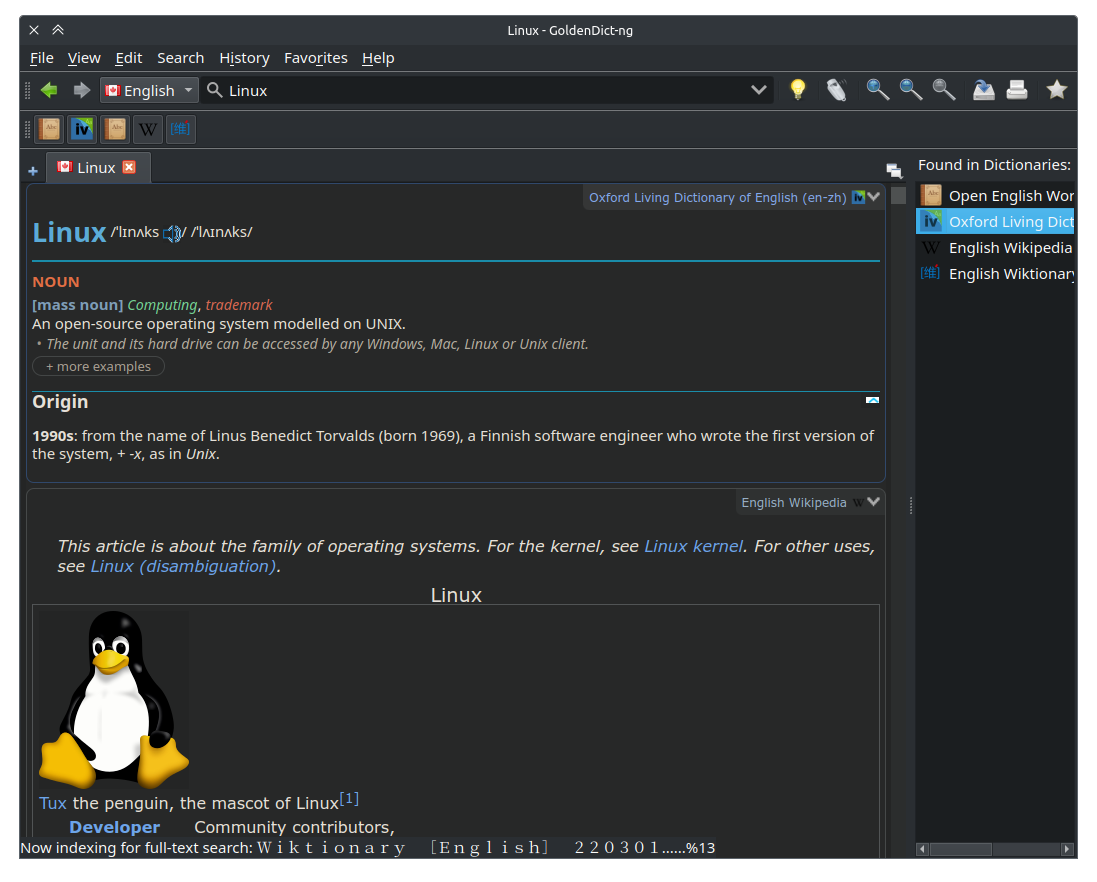 Linux - GoldenDict-ng
File View Edit Search History Favorites Help
English Linux
Abc iv Abc W [维]
+ Linux
Found in Dictionaries:
Open English Wor
Oxford Living Dict
English Wikipedia
English Wiktionary
Oxford Living Dictionary of English (en-zh)
Linux /ˈlɪnʌks / /ˈlʌɪnʌks/
NOUN
[mass noun] Computing, trademark
An open-source operating system modelled on UNIX.
• The unit and its hard drive can be accessed by any Windows, Mac, Linux or Unix client.
+ more examples
Origin
1990s: from the name of Linus Benedict Torvalds (born 1969), a Finnish software engineer who wrote the first version of
the system, + -x, as in Unix.
English Wikipedia W
This article is about the family of operating systems. For the kernel, see Linux kernel. For other uses,
see Linux (disambiguation).
Linux
Tux the penguin, the mascot of Linux[1]
Developer Community contributors,
Now indexing for full-text search: Ｗｉｋｔｉｏｎａｒｙ ［Ｅｎｇｌｉｓｈ］ ２２０３０１......%13